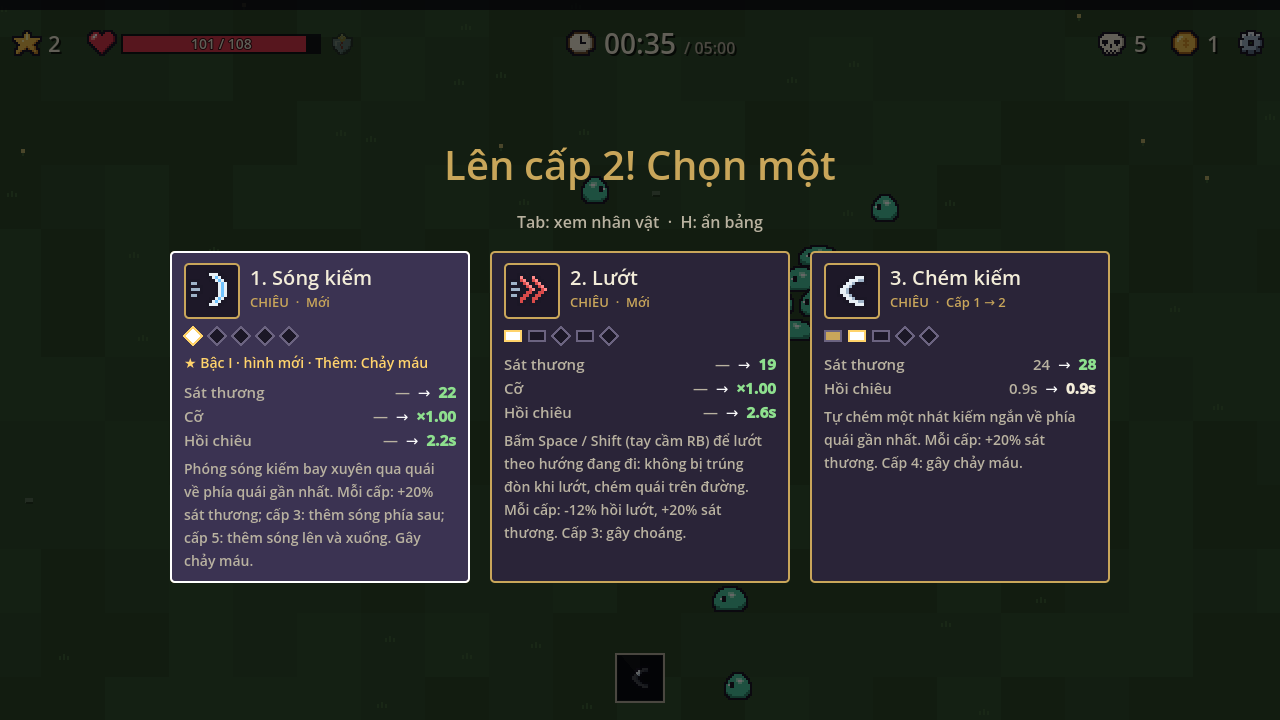 2
101 / 108
00:35 / 05:00
5
1
Lên cấp 2! Chọn một
Tab: xem nhân vật · H: ẩn bảng
1. Sóng kiếm
CHIÊU · Mới
★ Bậc I · hình mới · Thêm: Chảy máu
Sát thương — → 22
Cỡ — → ×1.00
Hồi chiêu — → 2.2s
Phóng sóng kiếm bay xuyên qua quái
về phía quái gần nhất. Mỗi cấp: +20%
sát thương; cấp 3: thêm sóng phía sau;
cấp 5: thêm sóng lên và xuống. Gây
chảy máu.
2. Lướt
CHIÊU · Mới
Sát thương — → 19
Cỡ — → ×1.00
Hồi chiêu — → 2.6s
Bấm Space / Shift (tay cầm RB) để lướt
theo hướng đang đi: không bị trúng
đòn khi lướt, chém quái trên đường.
Mỗi cấp: -12% hồi lướt, +20% sát
thương. Cấp 3: gây choáng.
3. Chém kiếm
CHIÊU · Cấp 1 → 2
Sát thương 24 → 28
Hồi chiêu 0.9s → 0.9s
Tự chém một nhát kiếm ngắn về phía
quái gần nhất. Mỗi cấp: +20% sát
thương. Cấp 4: gây chảy máu.